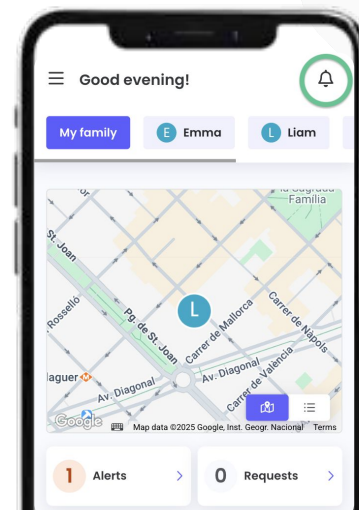 Good evening!
My family
E Emma
L Liam
la Sagrada
Família
St. Joan
Rosselló
Pg. de St. Joan
L
Carrer de Mallorca
Carrer de Nàpols
Carrer de València
laguer M
Av. Diagonal
Av. Diagonal
Google
Map data ©2025 Google, Inst. Geogr. Nacional
Terms
1 Alerts >
0 Requests >